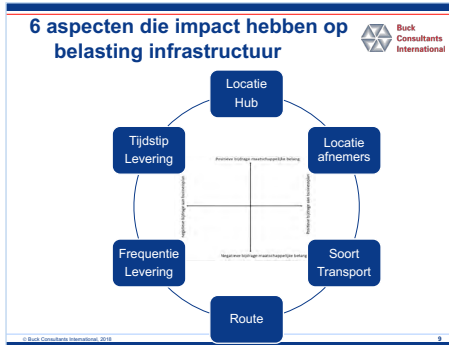 6 aspecten die impact hebben op
belasting infrastructuur
Buck
Consultants
International
Locatie
Hub
Tijdstip
Levering
Locatie
afnemers
Positieve bijdrage maatschappelijke belang
Negatieve bijdrage maatschappelijke belang
Frequentie
Levering
Soort
Transport
Route
© Buck Consultants International, 2016
9